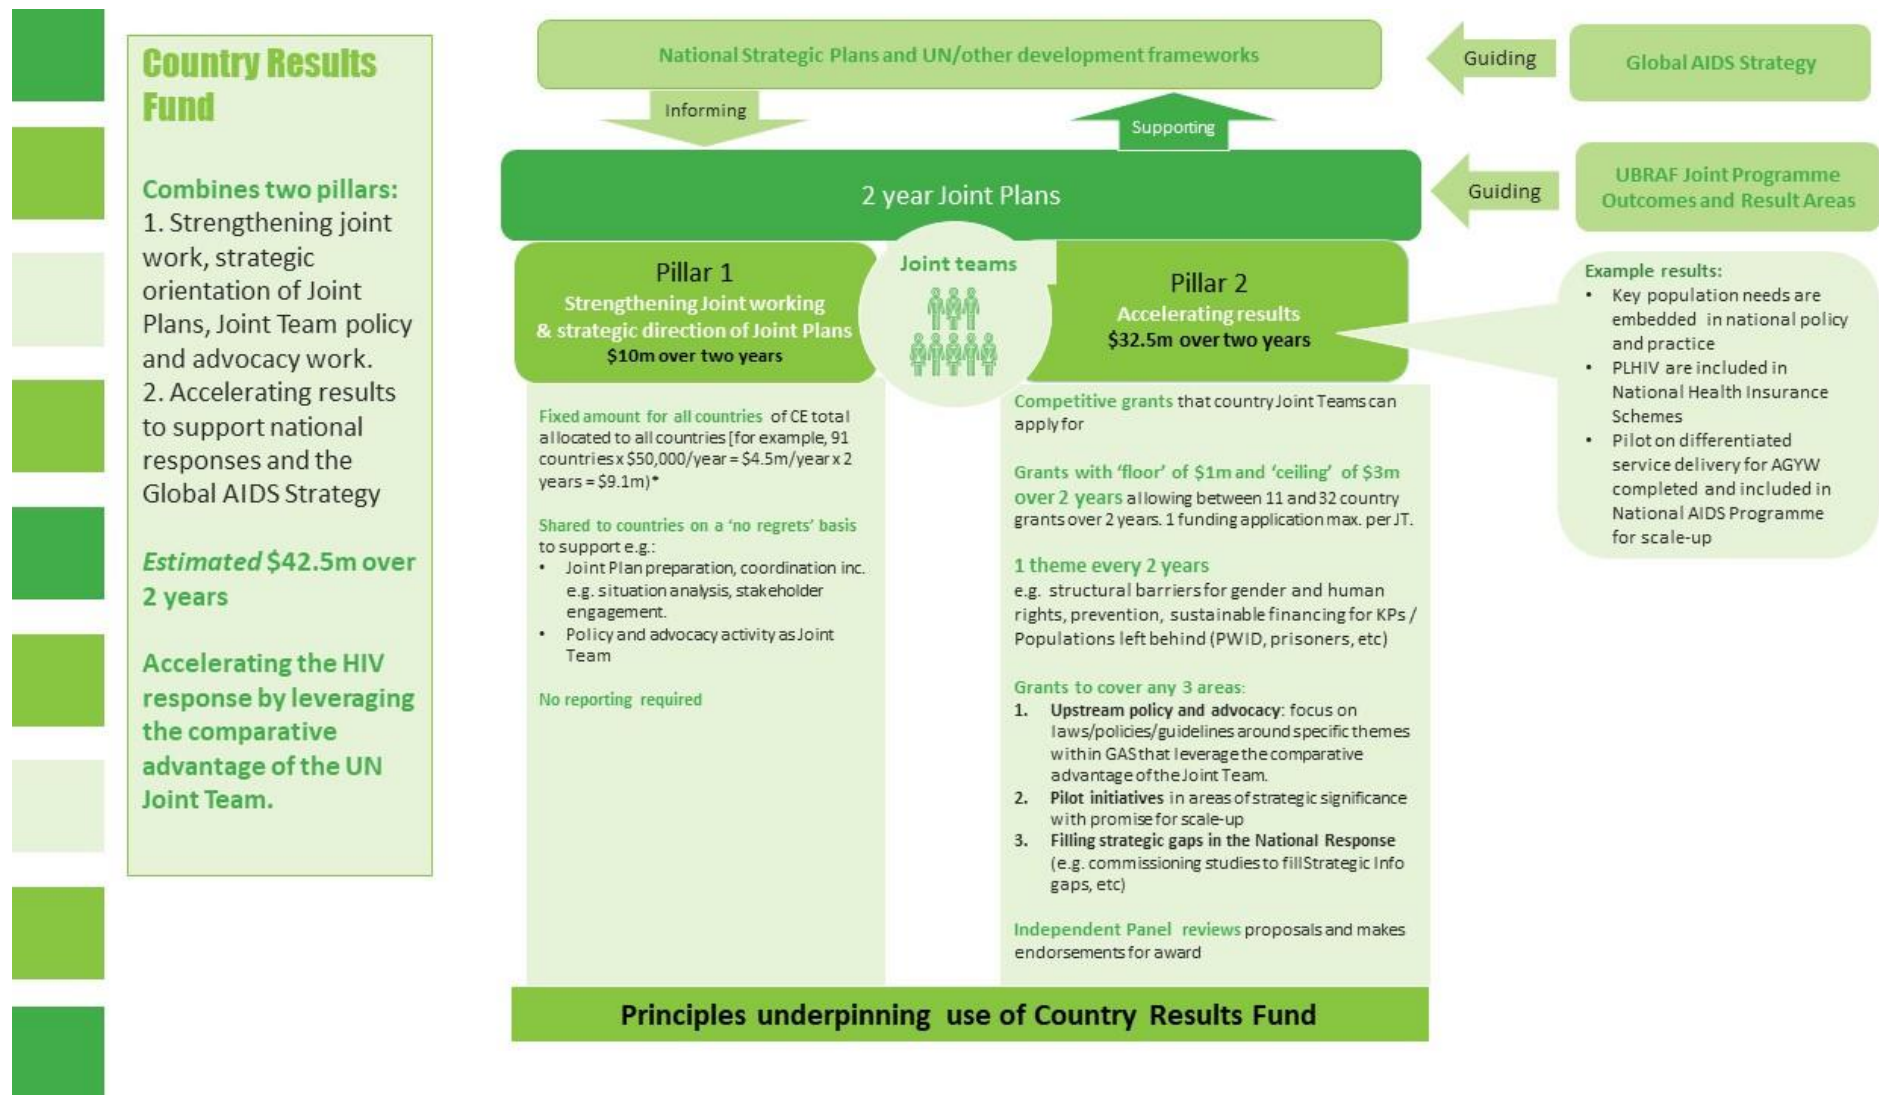 Country Results
Fund
Combines two pillars:
1. Strengthening joint
work, strategic
orientation of Joint
Plans, Joint Team policy
and advocacy work.
2. Accelerating results
to support national
responses and the
Global AIDS Strategy
Estimated $42.5m over
2 years
Accelerating the HIV
response by leveraging
the comparative
advantage of the UN
Joint Team.
National Strategic Plans and UN/other development frameworks
Guiding
Global AIDS Strategy
Informing
Supporting
2 year Joint Plans
Guiding
UBRAF Joint Programme
Outcomes and Result Areas
Pillar 1
Strengthening Joint working
& strategic direction of Joint Plans
$10m over two years
Joint teams
Pillar 2
Accelerating results
$32.5m over two years
Example results:
• Key population needs are
embedded in national policy
and practice
• PLHIV are included in
National Health Insurance
Schemes
• Pilot on differentiated
service delivery for AGYW
completed and included in
National AIDS Programme
for scale-up
Fixed amount for all countries of CE total
allocated to all countries [for example, 91
countries x $50,000/year = $4.5m/year x 2
years = $9.1m)*
Shared to countries on a ‘no regrets’ basis
to support e.g.:
• Joint Plan preparation, coordination inc.
e.g. situation analysis, stakeholder
engagement.
• Policy and advocacy activity as Joint
Team
No reporting required
Competitive grants that country Joint Teams can
apply for
Grants with ‘floor’ of $1m and ‘ceiling’ of $3m
over 2 years allowing between 11 and 32 country
grants over 2 years. 1 funding application max. per JT.
1 theme every 2 years
e.g. structural barriers for gender and human
rights, prevention, sustainable financing for KPs /
Populations left behind (PWID, prisoners, etc)
Grants to cover any 3 areas:
1. Upstream policy and advocacy: focus on
laws/policies/guidelines around specific themes
within GAS that leverage the comparative
advantage of the Joint Team.
2. Pilot initiatives in areas of strategic significance
with promise for scale-up
3. Filling strategic gaps in the National Response
(e.g. commissioning studies to fill Strategic Info
gaps, etc)
Independent Panel reviews proposals and makes
endorsements for award
Principles underpinning use of Country Results Fund